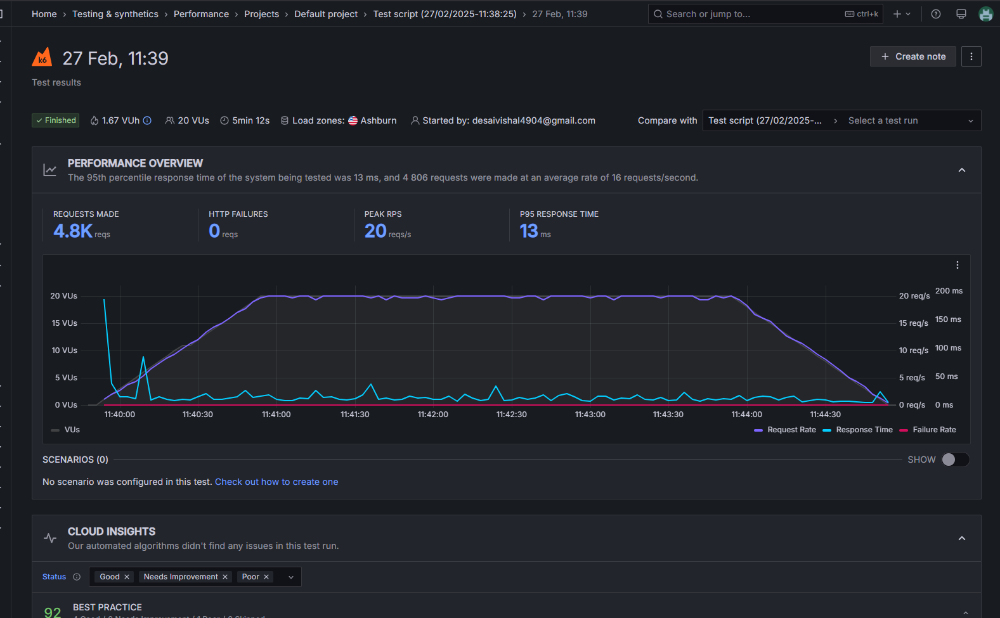 Home > Testing & synthetics > Performance > Projects > Default project > Test script (27/02/2025-11:38:25) > 27 Feb, 11:39
Search or jump to... ctrl+k
k6
27 Feb, 11:39
Create note
Test results
Finished 1.67 VUh 20 VUs 5min 12s Load zones: Ashburn Started by: desaivishal4904@gmail.com Compare with Test script (27/02/2025-... > Select a test run
PERFORMANCE OVERVIEW
The 95th percentile response time of the system being tested was 13 ms, and 4 806 requests were made at an average rate of 16 requests/second.
REQUESTS MADE HTTP FAILURES PEAK RPS P95 RESPONSE TIME
4.8K reqs 0 reqs 20 reqs/s 13 ms
20 VUs 20 req/s 200 ms
15 VUs 15 req/s 150 ms
10 VUs 10 req/s 100 ms
5 VUs 5 req/s 50 ms
0 VUs 0 req/s 0 ms
11:40:00 11:40:30 11:41:00 11:41:30 11:42:00 11:42:30 11:43:00 11:43:30 11:44:00 11:44:30
VUs Request Rate Response Time Failure Rate
SCENARIOS (0) SHOW
No scenario was configured in this test. Check out how to create one
CLOUD INSIGHTS
Our automated algorithms didn't find any issues in this test run.
Status Good Needs Improvement Poor
92 BEST PRACTICE